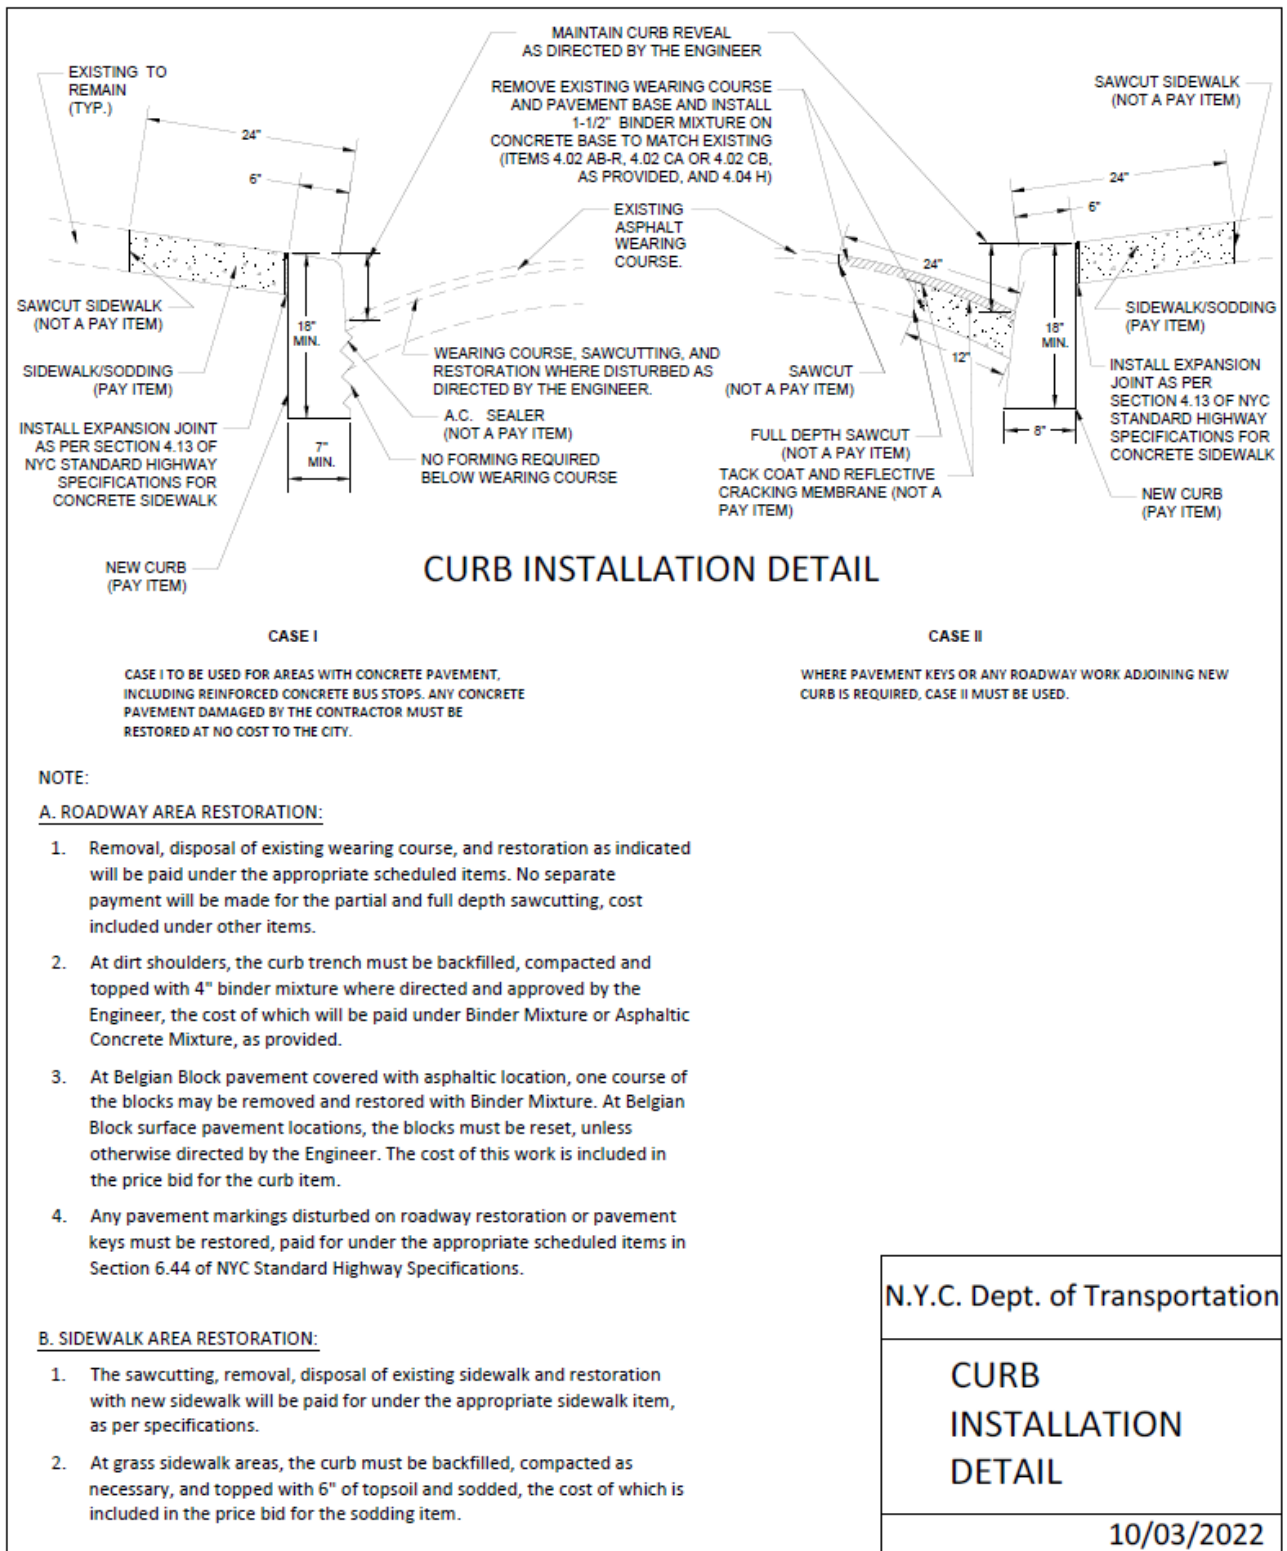 MAINTAIN CURB REVEAL
AS DIRECTED BY THE ENGINEER
EXISTING TO
REMAIN
(TYP.)
REMOVE EXISTING WEARING COURSE
AND PAVEMENT BASE AND INSTALL
1-1/2" BINDER MIXTURE ON
CONCRETE BASE TO MATCH EXISTING
(ITEMS 4.02 AB-R, 4.02 CA OR 4.02 CB,
AS PROVIDED, AND 4.04 H)
SAWCUT SIDEWALK
(NOT A PAY ITEM)
24"
6"
24"
6"
EXISTING
ASPHALT
WEARING
COURSE.
24"
SAWCUT SIDEWALK
(NOT A PAY ITEM)
18"
MIN.
SIDEWALK/SODDING
(PAY ITEM)
WEARING COURSE, SAWCUTTING, AND
RESTORATION WHERE DISTURBED AS
DIRECTED BY THE ENGINEER.
A.C. SEALER
(NOT A PAY ITEM)
NO FORMING REQUIRED
BELOW WEARING COURSE
INSTALL EXPANSION JOINT
AS PER SECTION 4.13 OF
NYC STANDARD HIGHWAY
SPECIFICATIONS FOR
CONCRETE SIDEWALK
7"
MIN.
NEW CURB
(PAY ITEM)
12"
SAWCUT
(NOT A PAY ITEM)
FULL DEPTH SAWCUT
(NOT A PAY ITEM)
TACK COAT AND REFLECTIVE
CRACKING MEMBRANE (NOT A
PAY ITEM)
18"
MIN.
8"
SIDEWALK/SODDING
(PAY ITEM)
INSTALL EXPANSION
JOINT AS PER
SECTION 4.13 OF NYC
STANDARD HIGHWAY
SPECIFICATIONS FOR
CONCRETE SIDEWALK
NEW CURB
(PAY ITEM)
CURB INSTALLATION DETAIL
CASE I
CASE I TO BE USED FOR AREAS WITH CONCRETE PAVEMENT,
INCLUDING REINFORCED CONCRETE BUS STOPS. ANY CONCRETE
PAVEMENT DAMAGED BY THE CONTRACTOR MUST BE
RESTORED AT NO COST TO THE CITY.
CASE II
WHERE PAVEMENT KEYS OR ANY ROADWAY WORK ADJOINING NEW
CURB IS REQUIRED, CASE II MUST BE USED.
NOTE:
A. ROADWAY AREA RESTORATION:
1. Removal, disposal of existing wearing course, and restoration as indicated
will be paid under the appropriate scheduled items. No separate
payment will be made for the partial and full depth sawcutting, cost
included under other items.
2. At dirt shoulders, the curb trench must be backfilled, compacted and
topped with 4" binder mixture where directed and approved by the
Engineer, the cost of which will be paid under Binder Mixture or Asphaltic
Concrete Mixture, as provided.
3. At Belgian Block pavement covered with asphaltic location, one course of
the blocks may be removed and restored with Binder Mixture. At Belgian
Block surface pavement locations, the blocks must be reset, unless
otherwise directed by the Engineer. The cost of this work is included in
the price bid for the curb item.
4. Any pavement markings disturbed on roadway restoration or pavement
keys must be restored, paid for under the appropriate scheduled items in
Section 6.44 of NYC Standard Highway Specifications.
B. SIDEWALK AREA RESTORATION:
1. The sawcutting, removal, disposal of existing sidewalk and restoration
with new sidewalk will be paid for under the appropriate sidewalk item,
as per specifications.
2. At grass sidewalk areas, the curb must be backfilled, compacted as
necessary, and topped with 6" of topsoil and sodded, the cost of which is
included in the price bid for the sodding item.
N.Y.C. Dept. of Transportation
CURB
INSTALLATION
DETAIL
10/03/2022